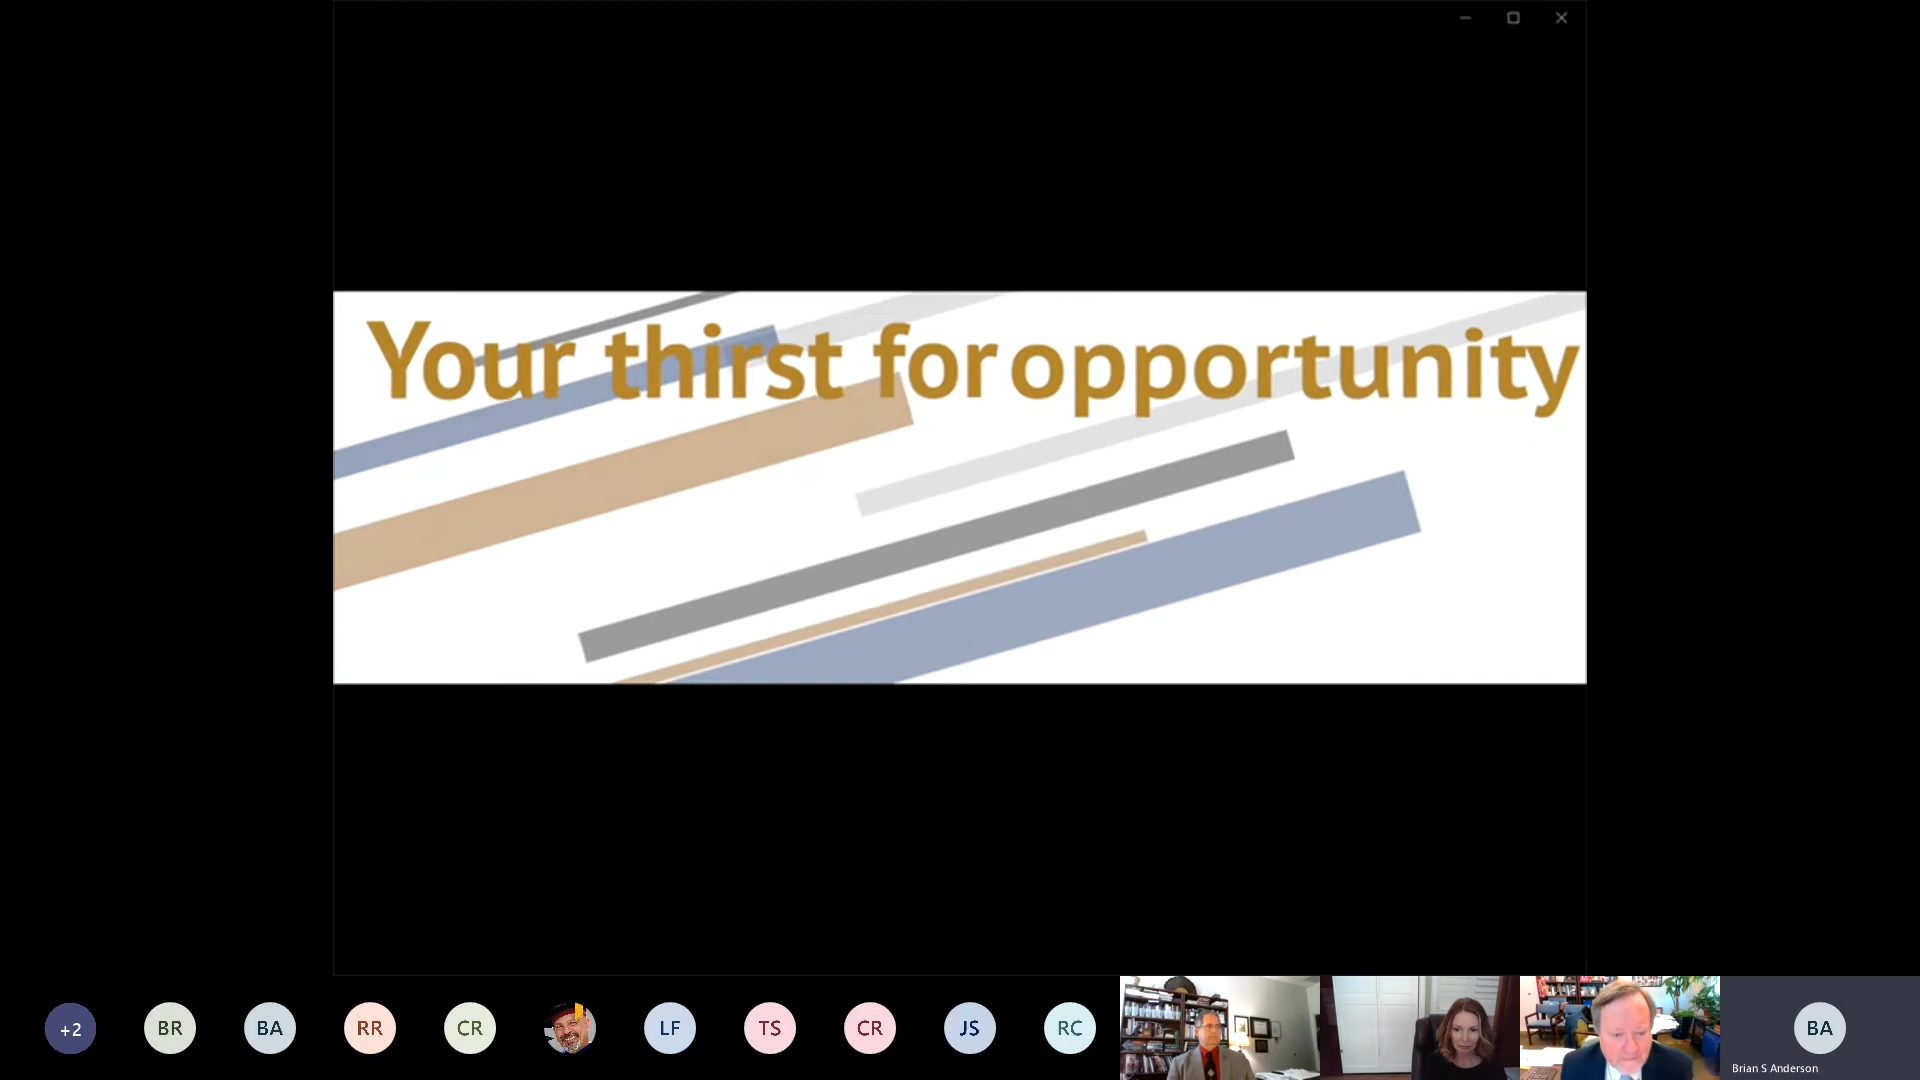 Your thirst for opportunity
+2
BR
BA
RR
CR
LF
TS
CR
JS
RC
BA
Brian S Anderson